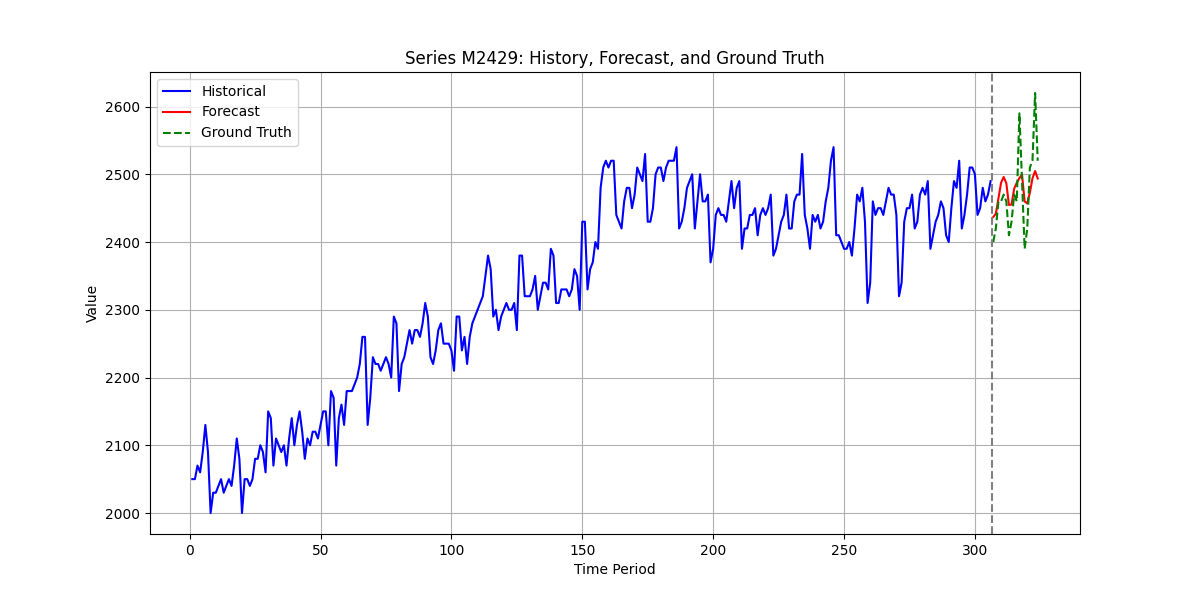 Series M2429: History, Forecast, and Ground Truth
Historical
Forecast
Ground Truth
2600
2500
2400
2300
2200
2100
2000
Value
0 50 100 150 200 250 300
Time Period